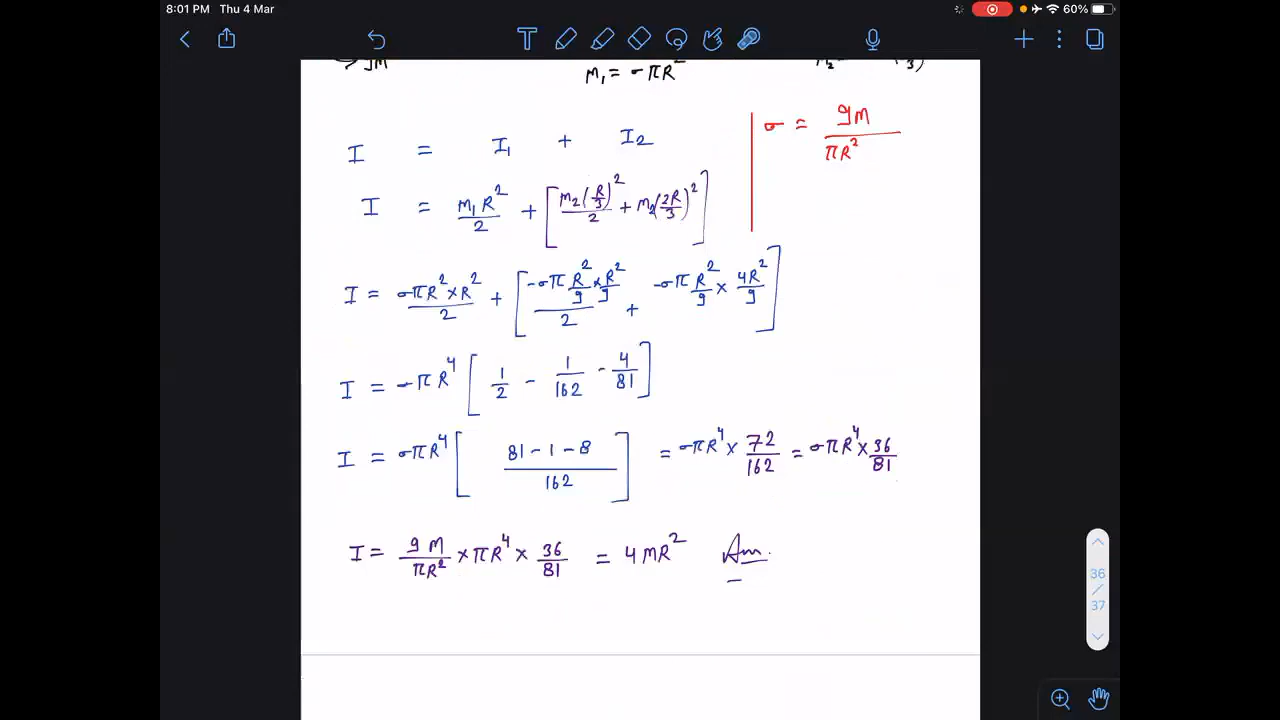 8:01 PM Thu 4 Mar 60%
→ 9M m₁ = σπR²
I = I₁ + I₂
σ = 9M/πR²
I = m₁R²/2 + [m₂(R/3)²/2 + m₂(2R/3)²]
I = σπR²×R²/2 + [-σπ R²/9 × R²/9 /2 + -σπ R²/9 × 4R²/9]
I = σπR⁴ [1/2 - 1/162 - 4/81]
I = σπR⁴ [81-1-8/162] = σπR⁴ × 72/162 = σπR⁴ × 36/81
I = 9M/πR² × πR⁴ × 36/81 = 4MR² Ans.
36
/
37